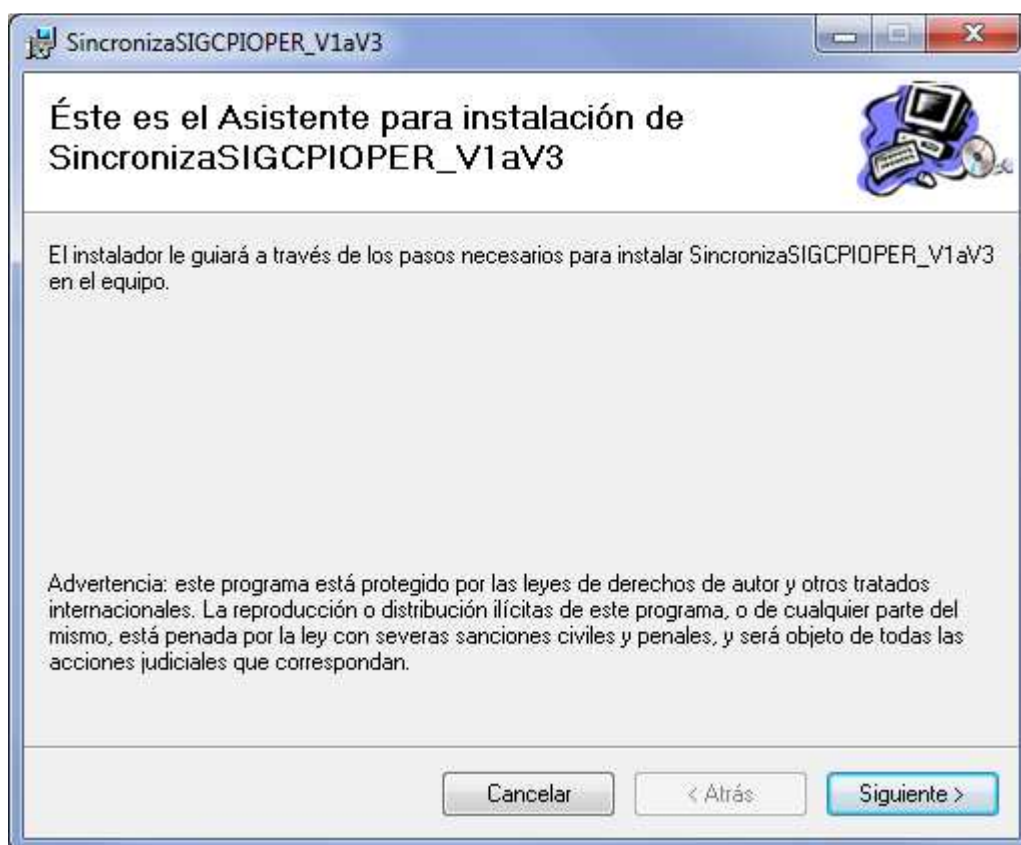 SincronizaSIGCPIOPER_V1aV3
Éste es el Asistente para instalación de
SincronizaSIGCPIOPER_V1aV3
El instalador le guiará a través de los pasos necesarios para instalar SincronizaSIGCPIOPER_V1aV3
en el equipo.
Advertencia: este programa está protegido por las leyes de derechos de autor y otros tratados
internacionales. La reproducción o distribución ilícitas de este programa, o de cualquier parte del
mismo, está penada por la ley con severas sanciones civiles y penales, y será objeto de todas las
acciones judiciales que correspondan.
Cancelar < Atrás Siguiente >